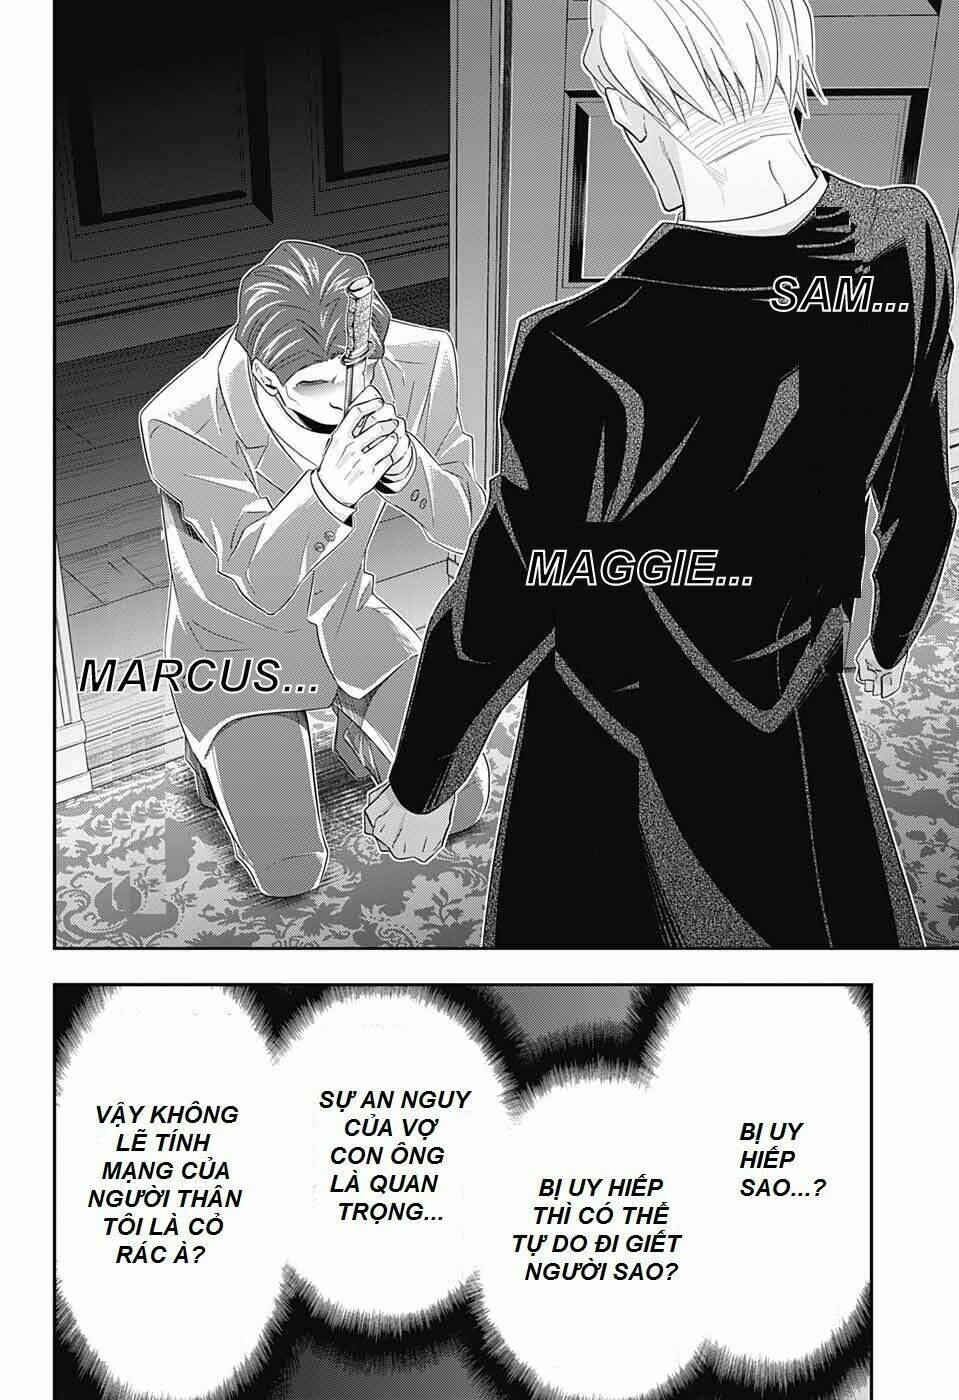 SAM...
MAGGIE...
MARCUS...
BỊ UY
HIẾP
SAO...?
BỊ UY HIẾP
THÌ CÓ THỂ
TỰ DO ĐI GIẾT
NGƯỜI SAO?
SỰ AN NGUY
CỦA VỢ
CON ÔNG
LÀ QUAN
TRỌNG...
VẬY KHÔNG
LẼ TÍNH
MẠNG CỦA
NGƯỜI THÂN
TÔI LÀ CỎ
RÁC À?